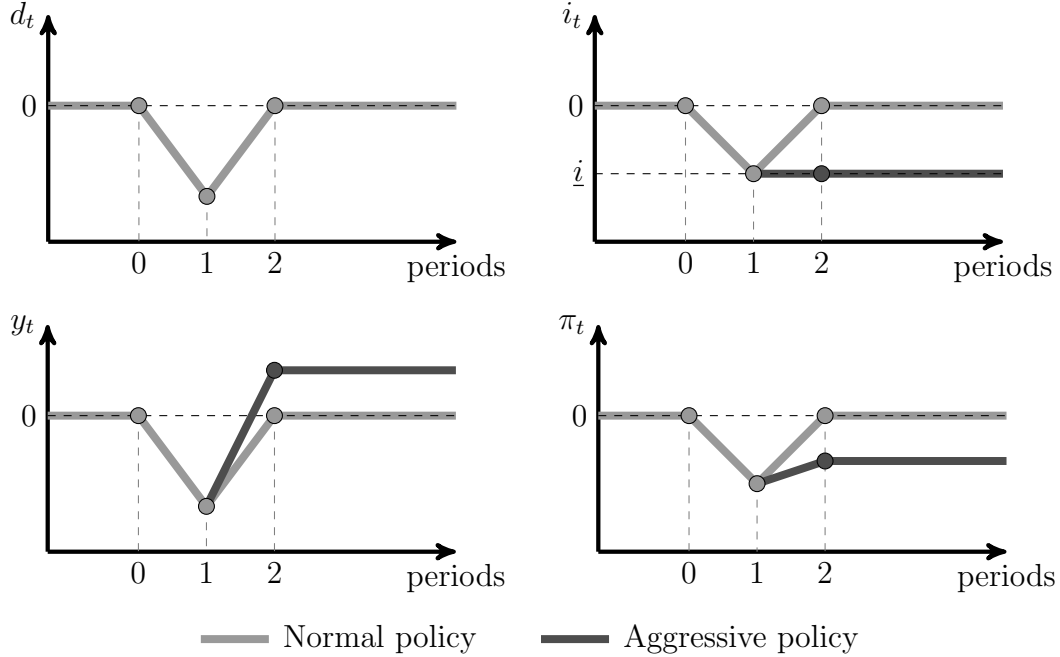 d_t
0
0 1 2 periods
i_t
0
i̲
0 1 2 periods
y_t
0
0 1 2 periods
π_t
0
0 1 2 periods
Normal policy Aggressive policy